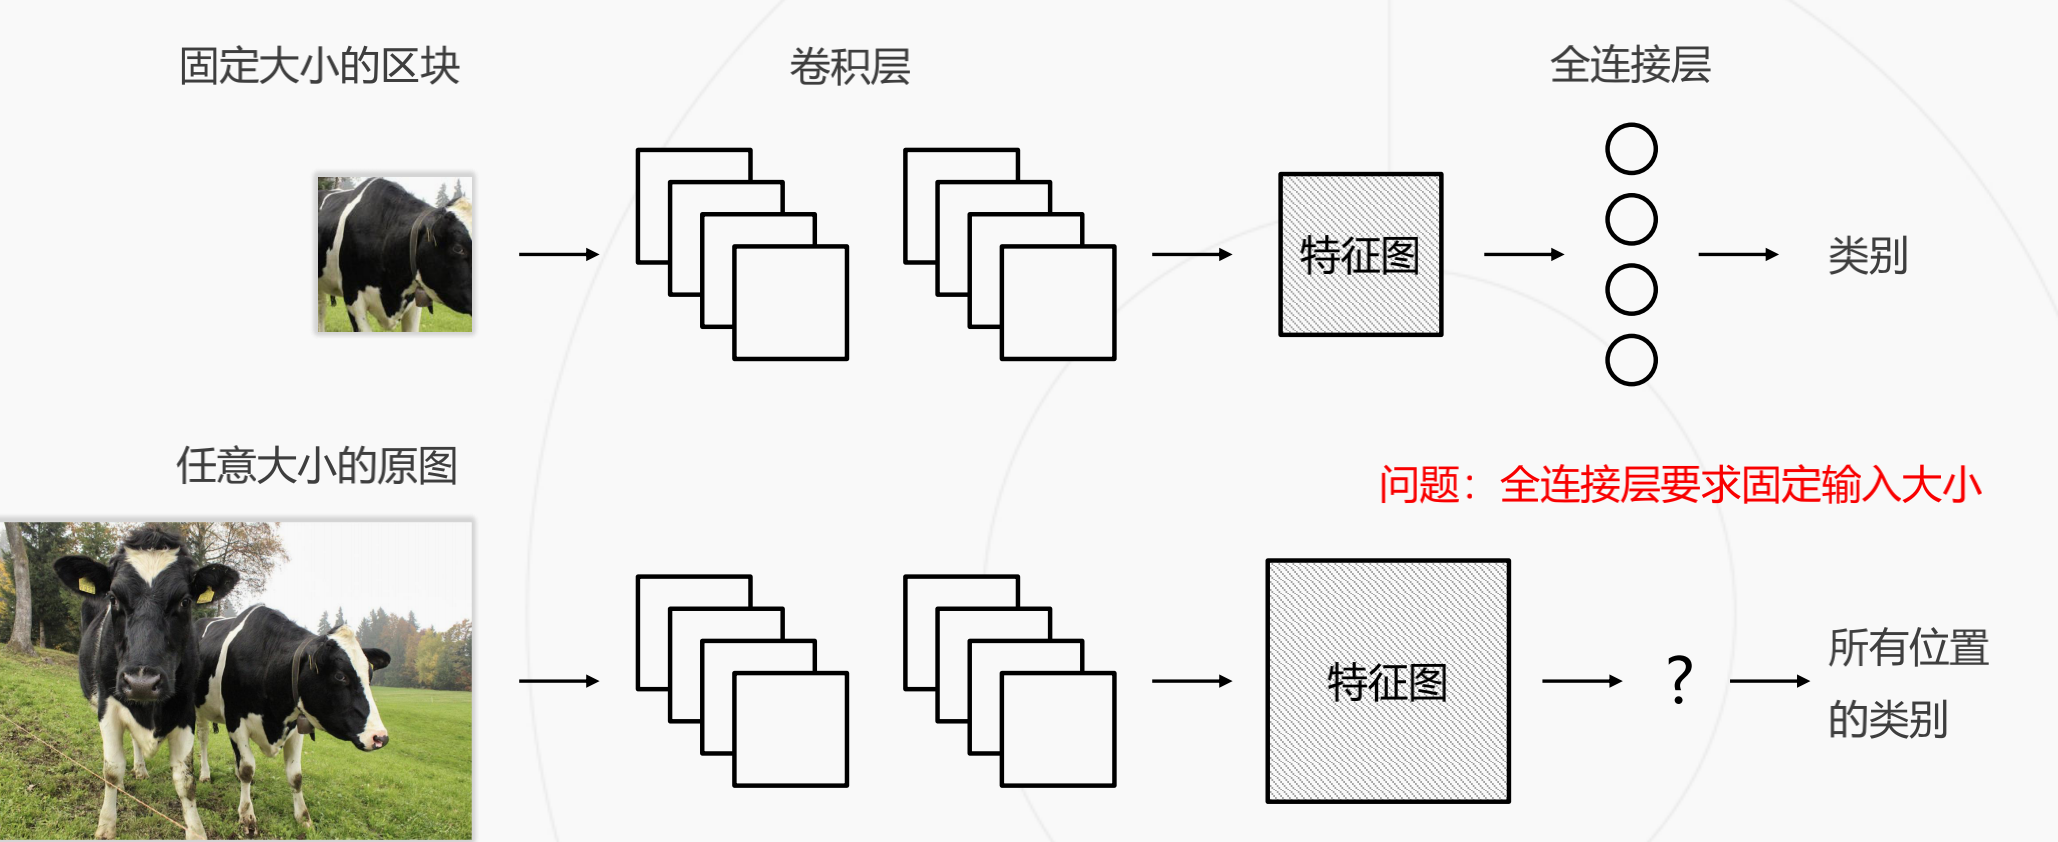 固定大小的区块
卷积层
全连接层
特征图
类别
任意大小的原图
问题：全连接层要求固定输入大小
特征图
?
所有位置
的类别